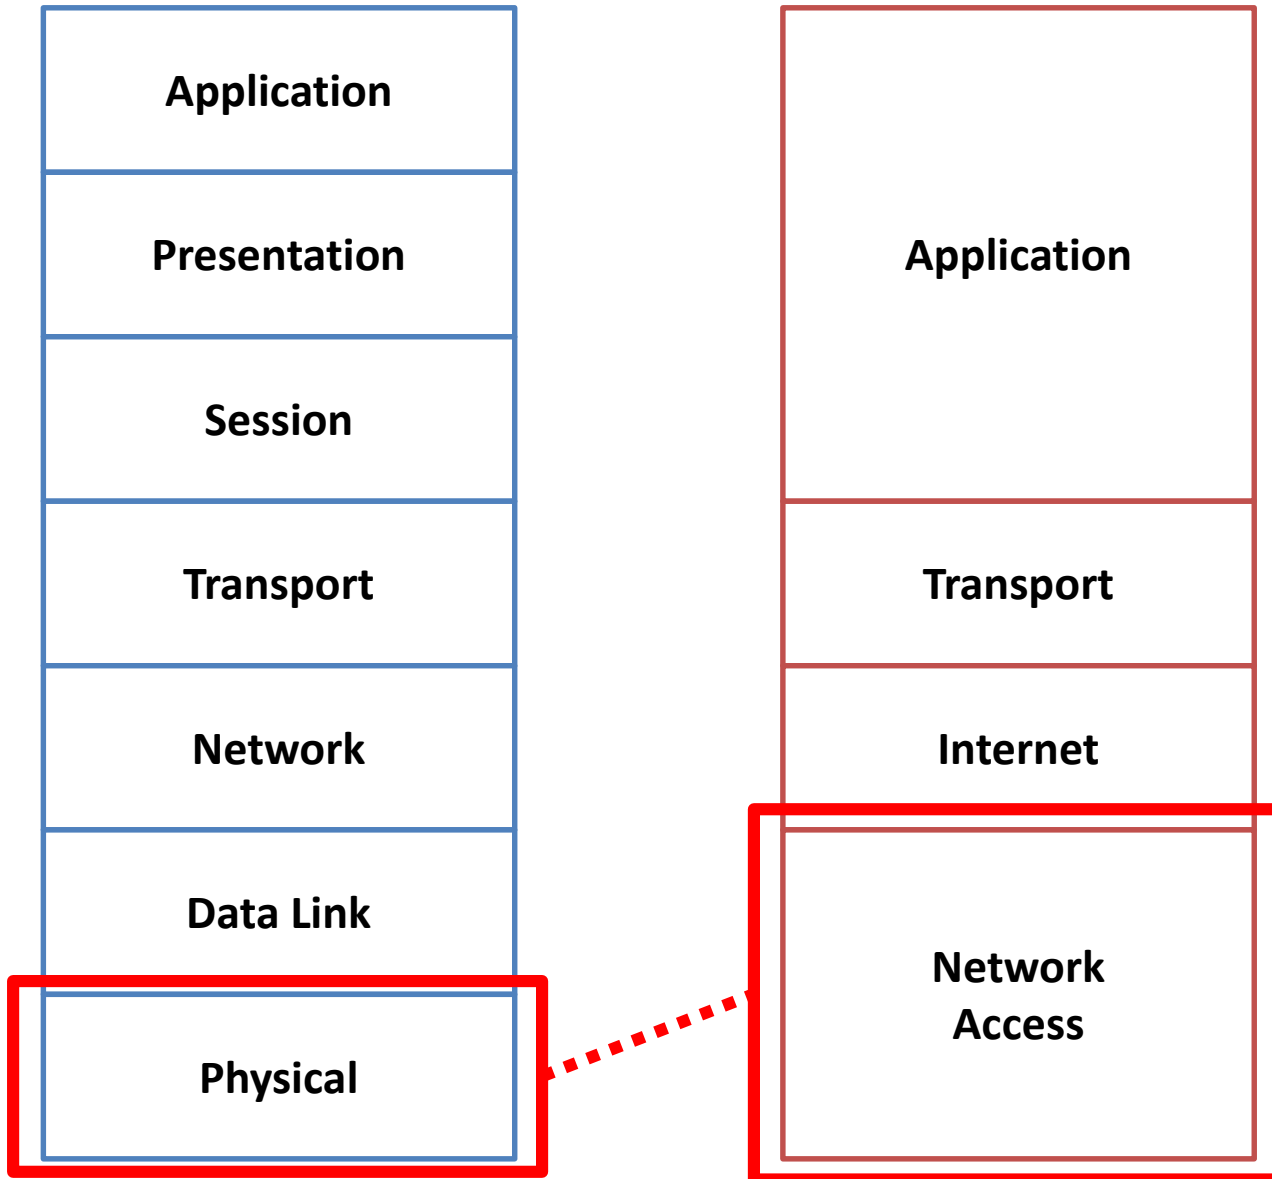 Application
Presentation
Session
Transport
Network
Data Link
Physical
Application
Transport
Internet
Network
Access